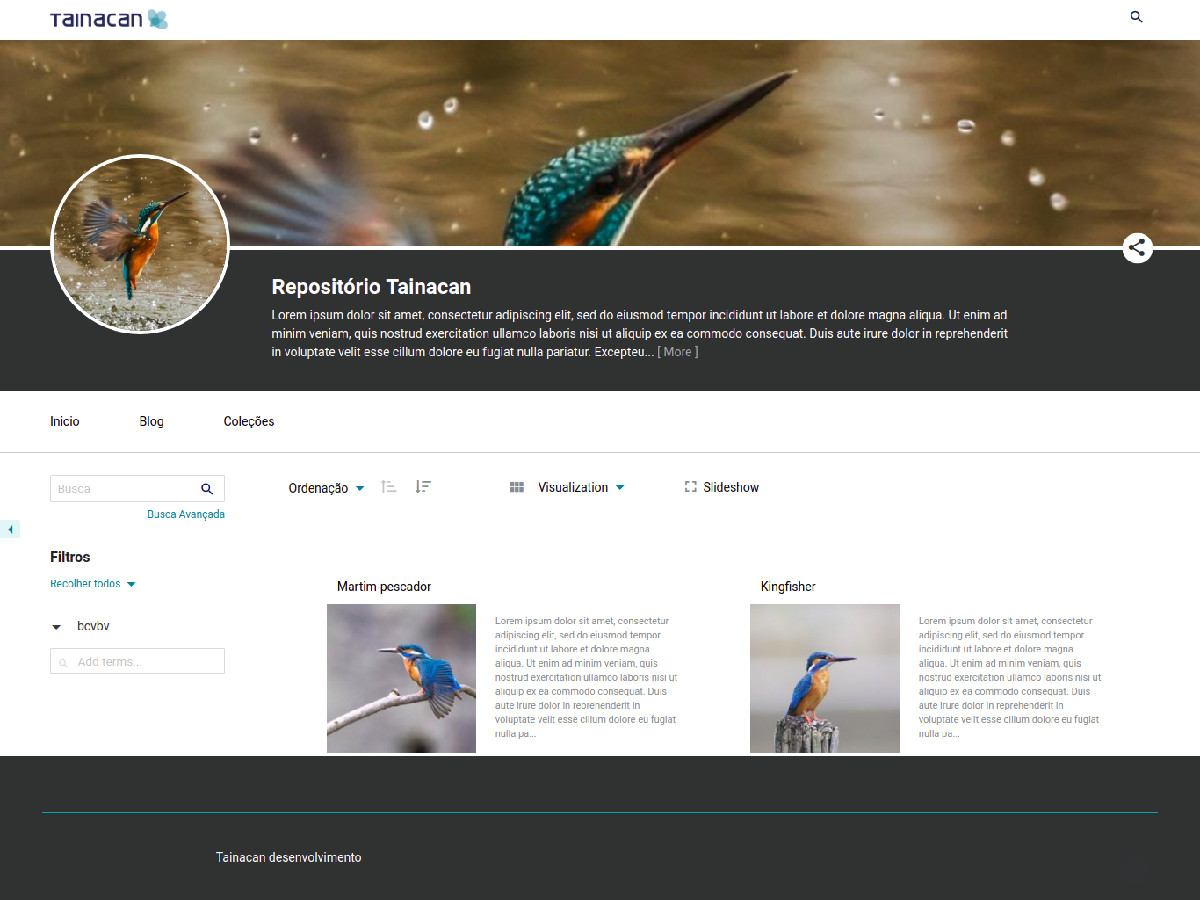 Tainacan
Repositório Tainacan
Lorem ipsum dolor sit amet, consectetur adipiscing elit, sed do eiusmod tempor incididunt ut labore et dolore magna aliqua. Ut enim ad
minim veniam, quis nostrud exercitation ullamco laboris nisi ut aliquip ex ea commodo consequat. Duis aute irure dolor in reprehenderit
in voluptate velit esse cillum dolore eu fugiat nulla pariatur. Excepteu... [ More ]
Inicio Blog Coleções
Busca
Busca Avançada
Ordenação Visualization Slideshow
Filtros
Recolher todos
bcvbv
Add terms...
Martim-pescador
Lorem ipsum dolor sit amet, consectetur
adipiscing elit, sed do eiusmod tempor
incididunt ut labore et dolore magna
aliqua. Ut enim ad minim veniam, quis
nostrud exercitation ullamco laboris nisi ut
aliquip ex ea commodo consequat. Duis
aute irure dolor in reprehenderit in
voluptate velit esse cillum dolore eu fugiat
nulla pa...
Kingfisher
Lorem ipsum dolor sit amet, consectetur
adipiscing elit, sed do eiusmod tempor
incididunt ut labore et dolore magna
aliqua. Ut enim ad minim veniam, quis
nostrud exercitation ullamco laboris nisi ut
aliquip ex ea commodo consequat. Duis
aute irure dolor in reprehenderit in
voluptate velit esse cillum dolore eu fugiat
nulla pa...
Tainacan desenvolvimento